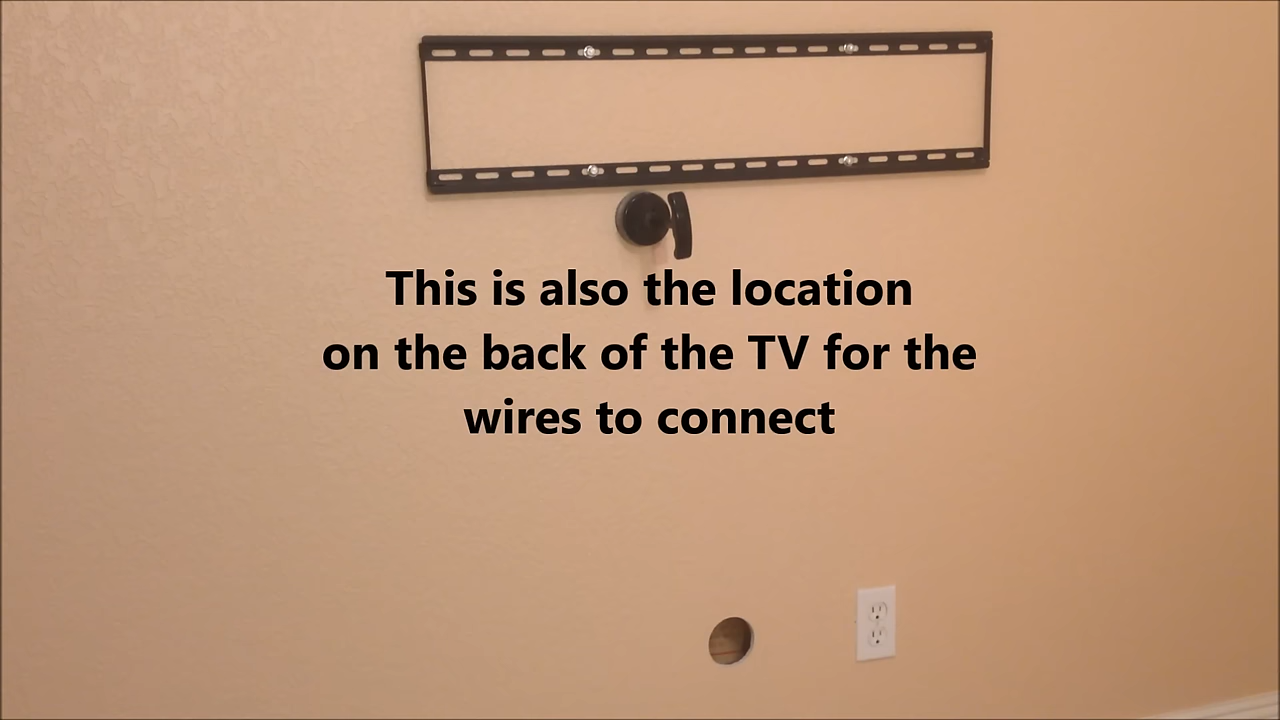 This is also the location
on the back of the TV for the
wires to connect